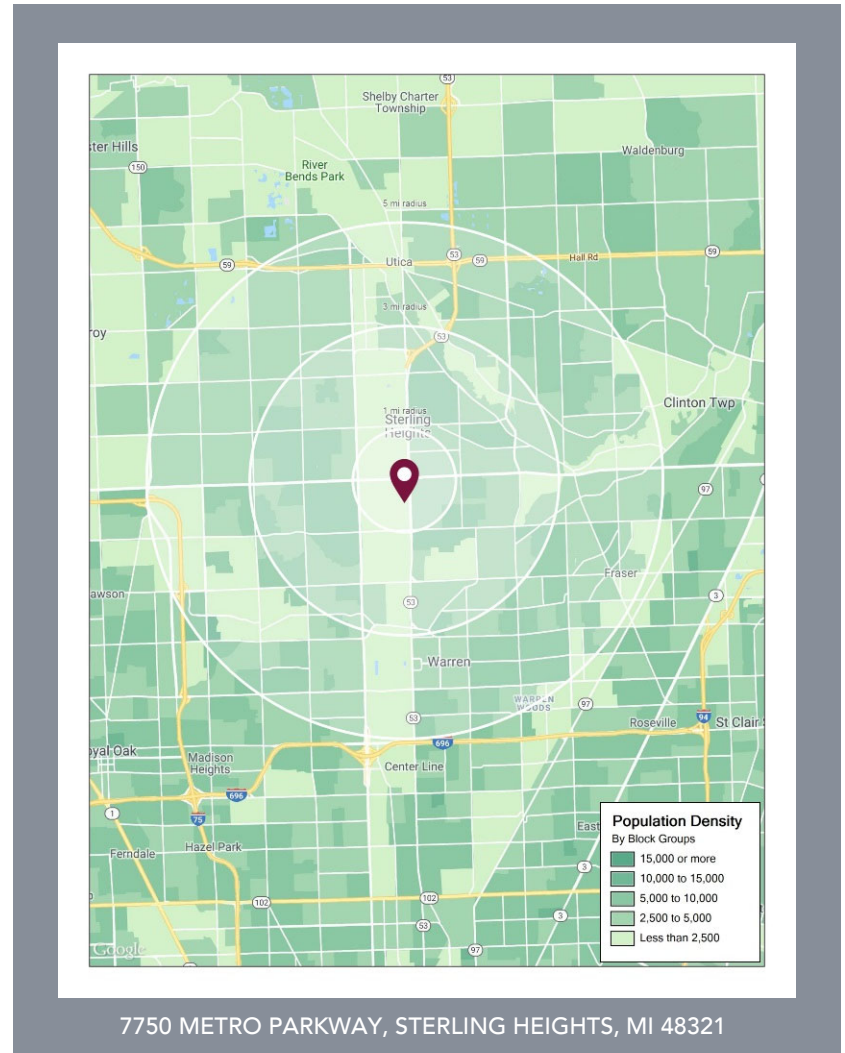 53
Shelby Charter
Township
ster Hills
Waldenburg
150
River
Bends Park
5 mi radius
59
53
59
59
Hall Rd
Utica
3 mi radius
roy
53
1 mi radius
Clinton Twp
Sterling
Heights
97
Fraser
awson
53
3
Warren
WARREN
WOODS
97
53
Roseville
94
St Clair
696
oyal Oak
Madison
Heights
Center Line
696
1
75
Hazel Park
Ferndale
East
3
102
102
3
53
97
Google
Population Density
By Block Groups
15,000 or more
10,000 to 15,000
5,000 to 10,000
2,500 to 5,000
Less than 2,500
7750 METRO PARKWAY, STERLING HEIGHTS, MI 48321